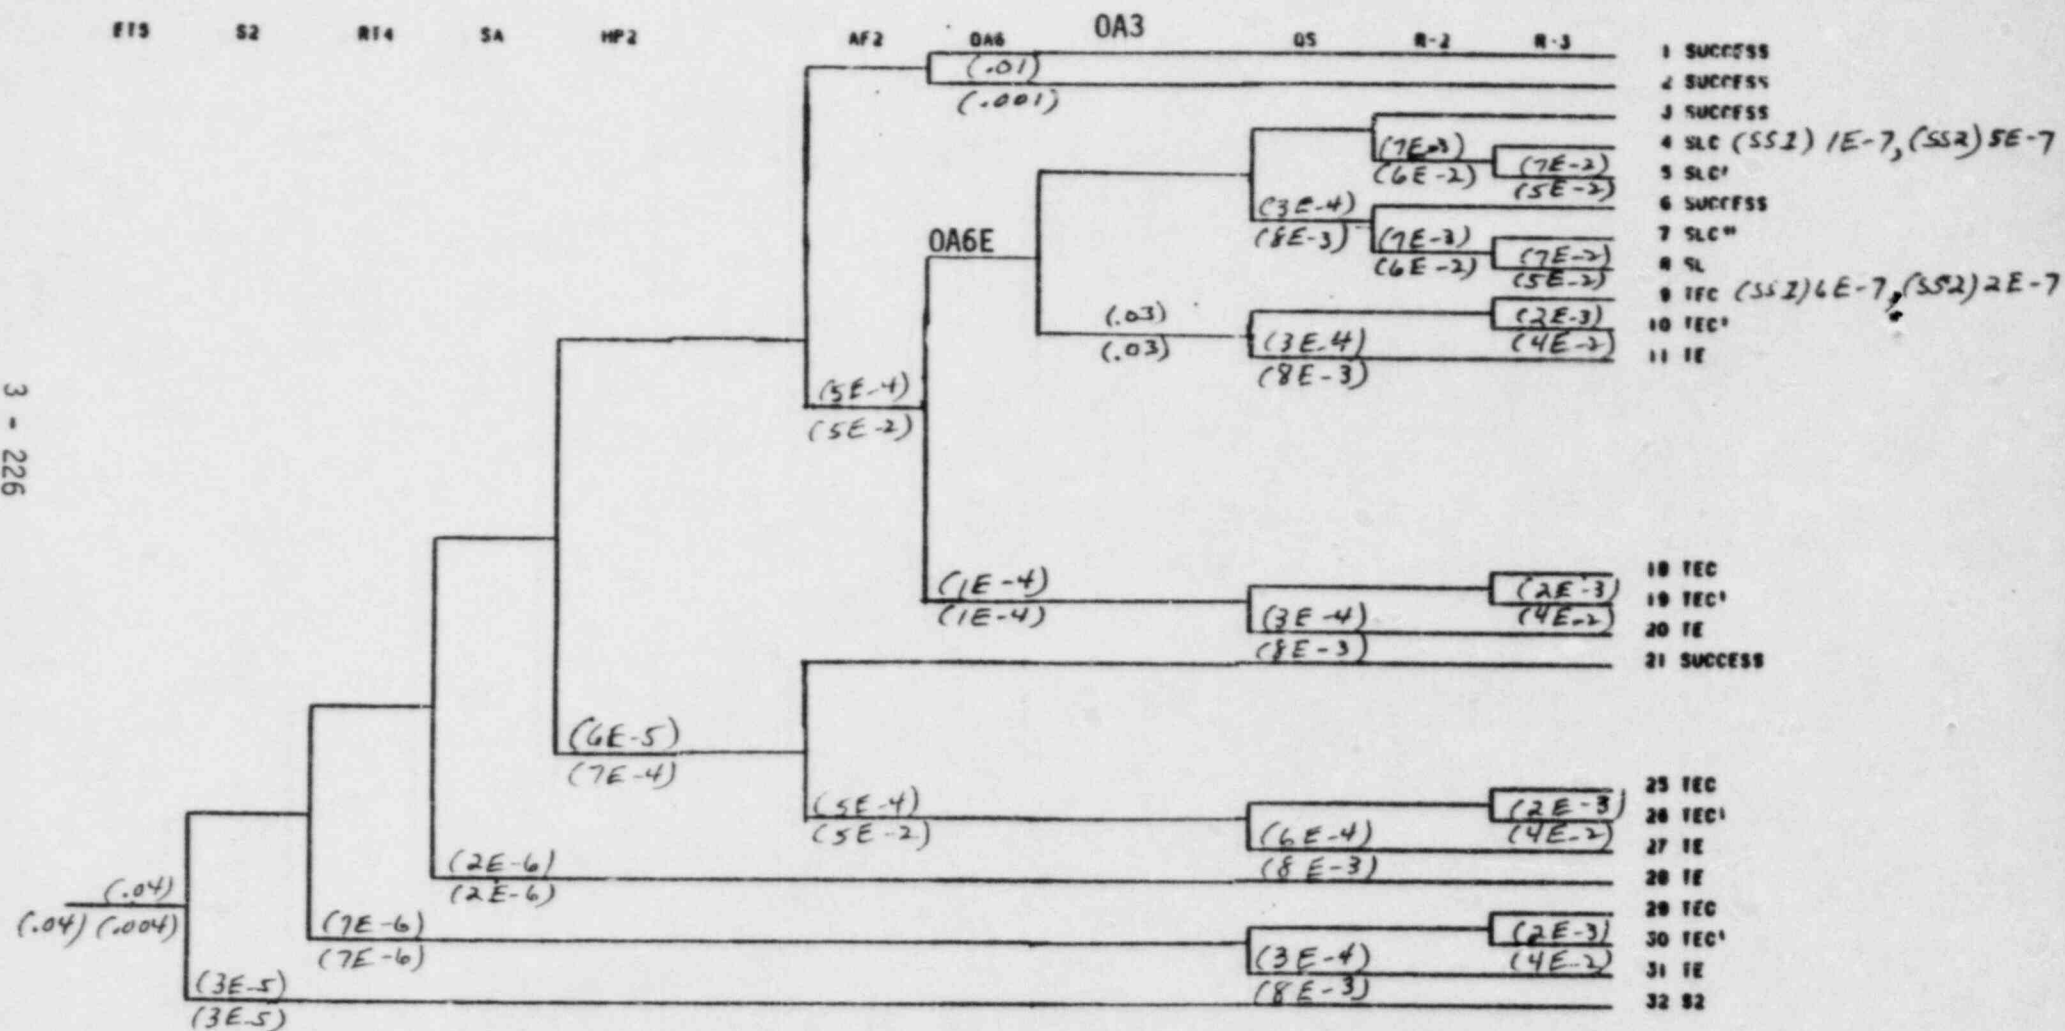 ET5 S2 RT4 SA HP2 AF2 OA6 OA3 QS R-2 R-3
1 SUCCESS
(.01)
2 SUCCESS
(.001)
3 SUCCESS
(7E-3)
4 SLC (SS1) 1E-7, (SS2) 5E-7
(7E-2)
(6E-2)
5 SLC'
(5E-2)
(3E-4)
6 SUCCESS
OA6E
(8E-3)
(7E-3)
7 SLC"
(7E-2)
(6E-2)
8 SL
(5E-2)
9 TEC (SS1) 6E-7, (SS2) 2E-7
(.03)
(2E-3)
10 TEC'
(.03)
(3E-4)
(4E-2)
11 TE
(8E-3)
(5E-4)
(5E-2)
3 - 226
18 TEC
(1E-4)
(2E-3)
19 TEC'
(1E-4)
(3E-4)
(4E-2)
20 TE
(8E-3)
21 SUCCESS
(6E-5)
(7E-4)
25 TEC
(5E-4)
(2E-3)
26 TEC'
(5E-2)
(6E-4)
(4E-2)
27 TE
(8E-3)
(2E-6)
28 TE
(2E-6)
(.04)
(.04) (.004)
29 TEC
(7E-6)
(2E-3)
30 TEC'
(7E-6)
(3E-4)
(4E-2)
31 TE
(8E-3)
(3E-5)
32 S2
(3E-5)